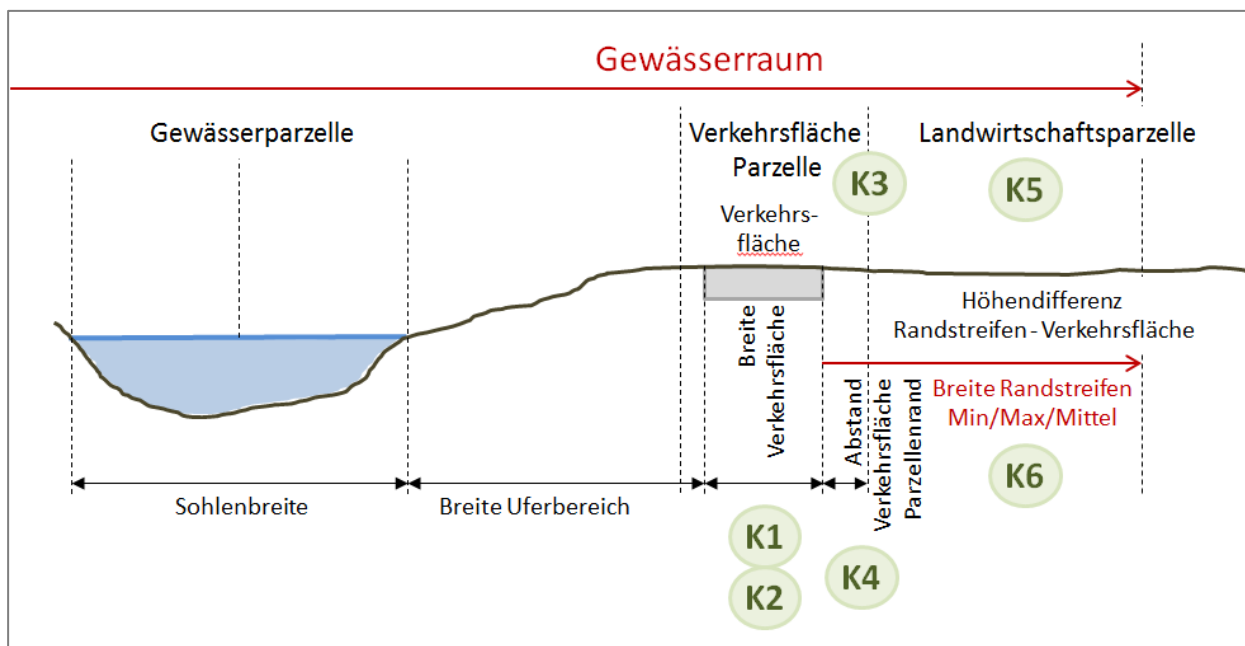 Gewässerraum
Gewässerparzelle
Verkehrsfläche
Parzelle
Landwirtschaftsparzelle
K3
K5
Verkehrs-
fläche
Höhendifferenz
Randstreifen - Verkehrsfläche
Breite
Verkehrsfläche
Abstand
Verkehrsfläche
Parzellenrand
Breite Randstreifen
Min/Max/Mittel
K6
Sohlenbreite
Breite Uferbereich
K1
K2
K4